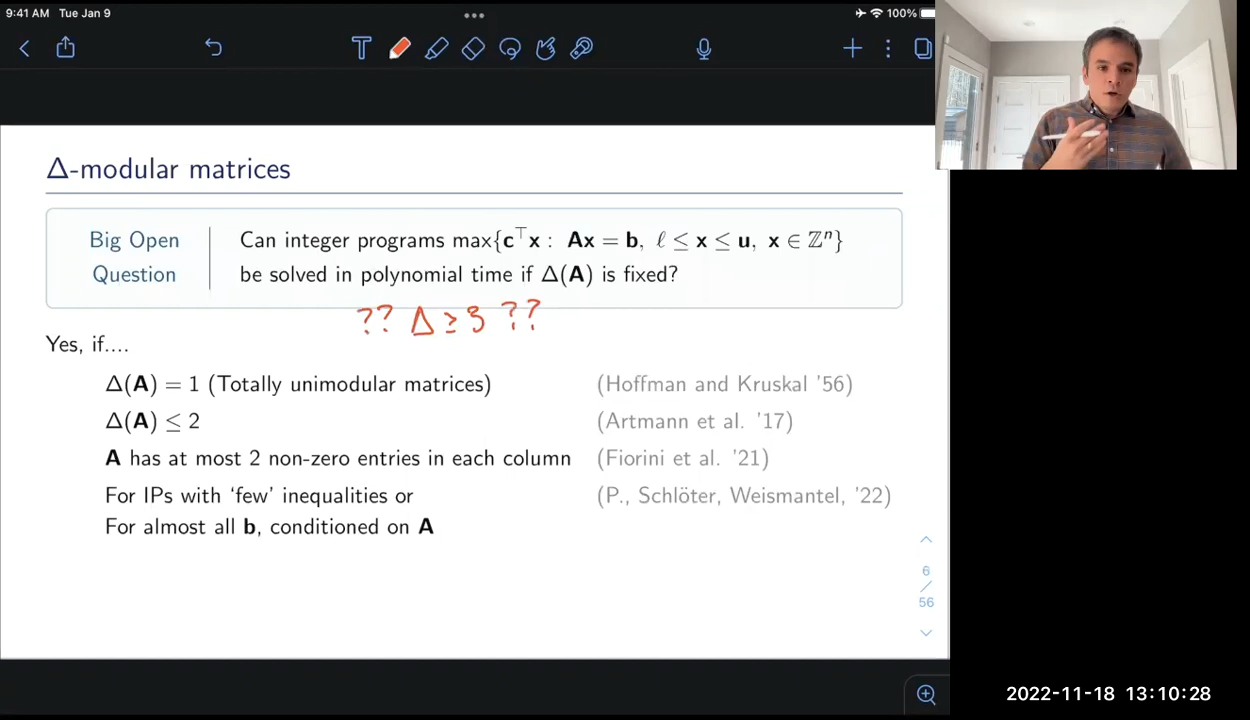 9:41 AM Tue Jan 9
100%
Δ-modular matrices
Big Open Question
Can integer programs max{c⊤x : Ax = b, ℓ ≤ x ≤ u, x ∈ ℤⁿ}
be solved in polynomial time if Δ(A) is fixed?
?? Δ ≥ 3 ??
Yes, if....
Δ(A) = 1 (Totally unimodular matrices) (Hoffman and Kruskal '56)
Δ(A) ≤ 2 (Artmann et al. '17)
A has at most 2 non-zero entries in each column (Fiorini et al. '21)
For IPs with 'few' inequalities or (P., Schlöter, Weismantel, '22)
For almost all b, conditioned on A
6
/
56
2022-11-18 13:10:28